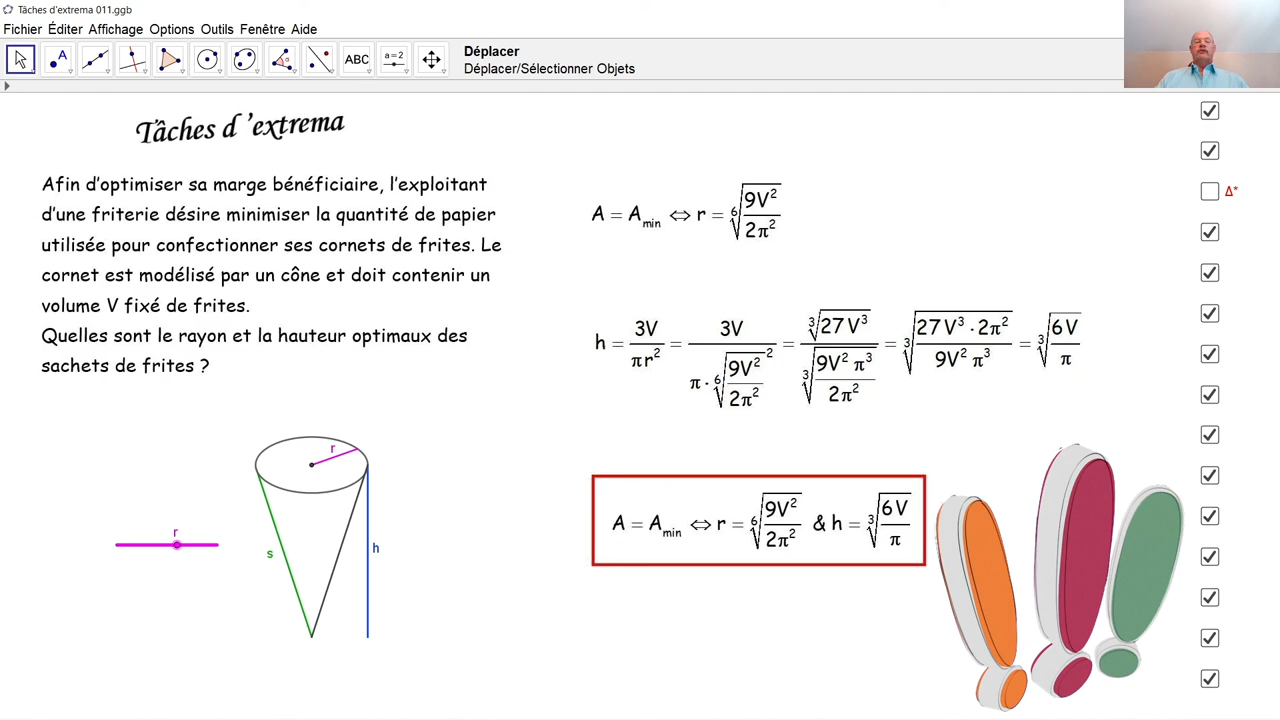 Tâches d'extrema 011.ggb
Fichier Éditer Affichage Options Outils Fenêtre Aide
A ABC a=2 Déplacer
Déplacer/Sélectionner Objets
Tâches d 'extrema
Afin d'optimiser sa marge bénéficiaire, l'exploitant
d'une friterie désire minimiser la quantité de papier
utilisée pour confectionner ses cornets de frites. Le
cornet est modélisé par un cône et doit contenir un
volume V fixé de frites.
Quelles sont le rayon et la hauteur optimaux des
sachets de frites ?
r
r
s
h
Δ*
A = A_min ⇔ r = ⁶√(9V²/2π²)
h = 3V/πr² = 3V/(π · ⁶√(9V²/2π²)²) = ³√(27V³)/³√(9V²π³/2π²) = ³√(27V³ · 2π²/9V²π³) = ³√(6V/π)
A = A_min ⇔ r = ⁶√(9V²/2π²) & h = ³√(6V/π)